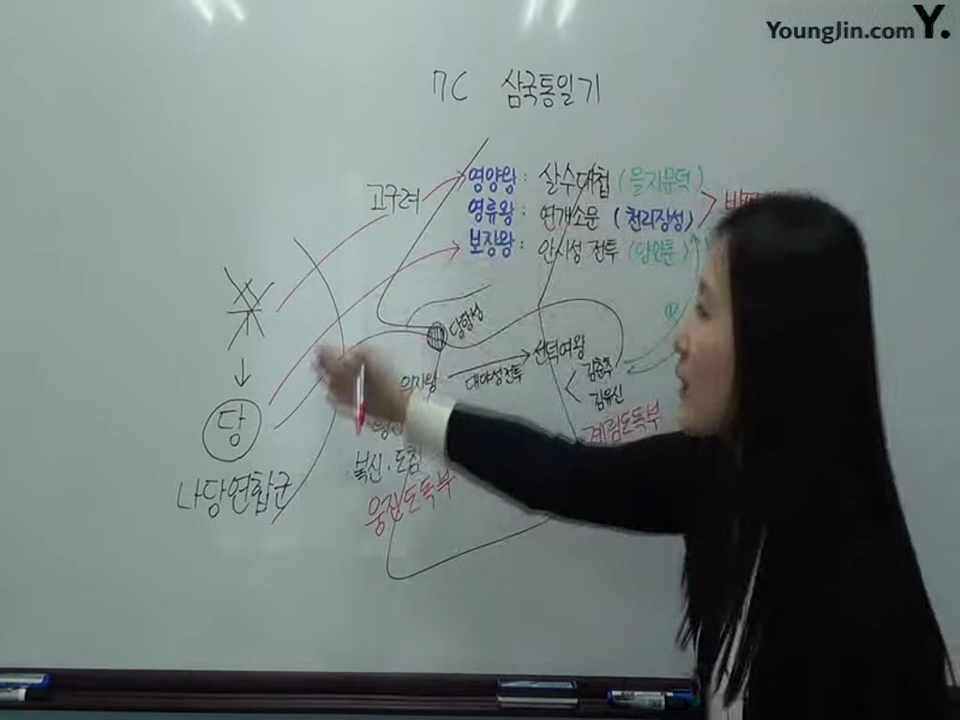 YoungJin.com Y.
7C 삼국통일기
고구려
영양왕 : 살수대첩 (을지문덕)
영류왕 : 연개소문 (천리장성)
보장왕 : 안시성 전투 (양만춘)
당항성
의자왕
대야성전투
선덕여왕
김춘추
김유신
①
당
나당연합군
복신 · 도침
웅진도독부
계림도독부